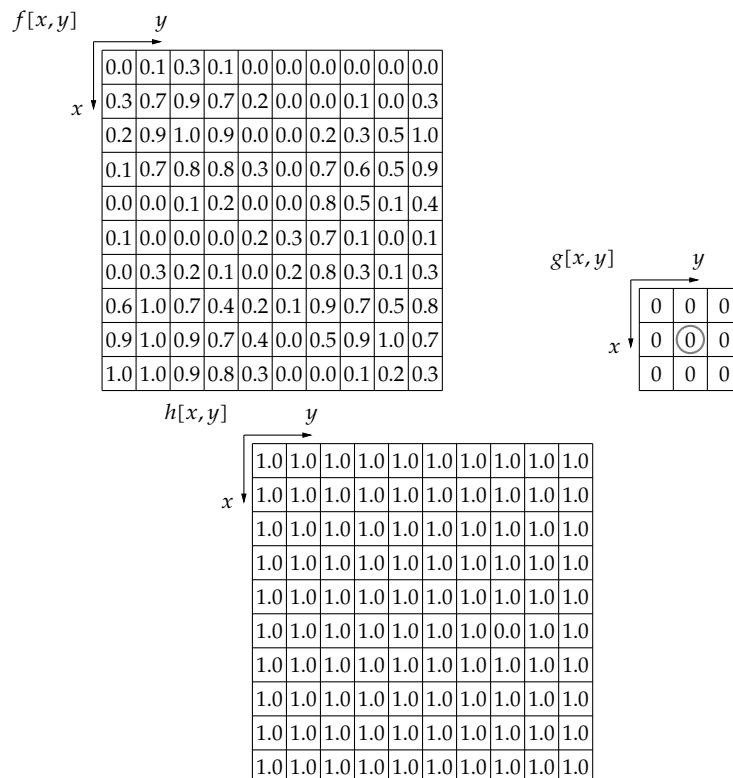 f[x, y] y
x
0.0 0.1 0.3 0.1 0.0 0.0 0.0 0.0 0.0 0.0
0.3 0.7 0.9 0.7 0.2 0.0 0.0 0.1 0.0 0.3
0.2 0.9 1.0 0.9 0.0 0.0 0.2 0.3 0.5 1.0
0.1 0.7 0.8 0.8 0.3 0.0 0.7 0.6 0.5 0.9
0.0 0.0 0.1 0.2 0.0 0.0 0.8 0.5 0.1 0.4
0.1 0.0 0.0 0.0 0.2 0.3 0.7 0.1 0.0 0.1
0.0 0.3 0.2 0.1 0.0 0.2 0.8 0.3 0.1 0.3
0.6 1.0 0.7 0.4 0.2 0.1 0.9 0.7 0.5 0.8
0.9 1.0 0.9 0.7 0.4 0.0 0.5 0.9 1.0 0.7
1.0 1.0 0.9 0.8 0.3 0.0 0.0 0.1 0.2 0.3
g[x, y] y
x
0 0 0
0 0 0
0 0 0
h[x, y] y
x
1.0 1.0 1.0 1.0 1.0 1.0 1.0 1.0 1.0 1.0
1.0 1.0 1.0 1.0 1.0 1.0 1.0 1.0 1.0 1.0
1.0 1.0 1.0 1.0 1.0 1.0 1.0 1.0 1.0 1.0
1.0 1.0 1.0 1.0 1.0 1.0 1.0 1.0 1.0 1.0
1.0 1.0 1.0 1.0 1.0 1.0 1.0 1.0 1.0 1.0
1.0 1.0 1.0 1.0 1.0 1.0 1.0 0.0 1.0 1.0
1.0 1.0 1.0 1.0 1.0 1.0 1.0 1.0 1.0 1.0
1.0 1.0 1.0 1.0 1.0 1.0 1.0 1.0 1.0 1.0
1.0 1.0 1.0 1.0 1.0 1.0 1.0 1.0 1.0 1.0
1.0 1.0 1.0 1.0 1.0 1.0 1.0 1.0 1.0 1.0